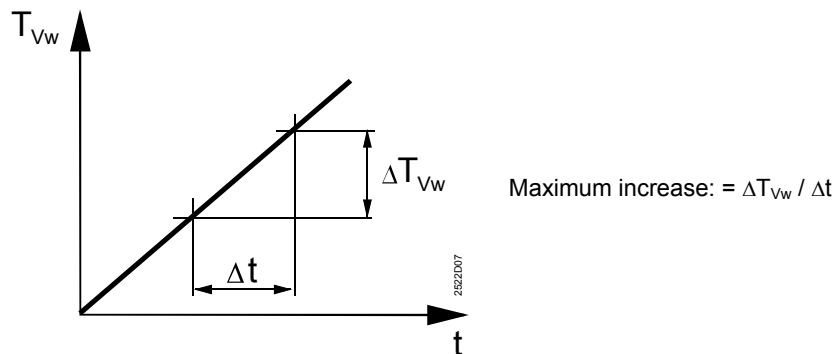 T_Vw
ΔT_Vw
Maximum increase: = ΔT_Vw / Δt
Δt
2522D07
t